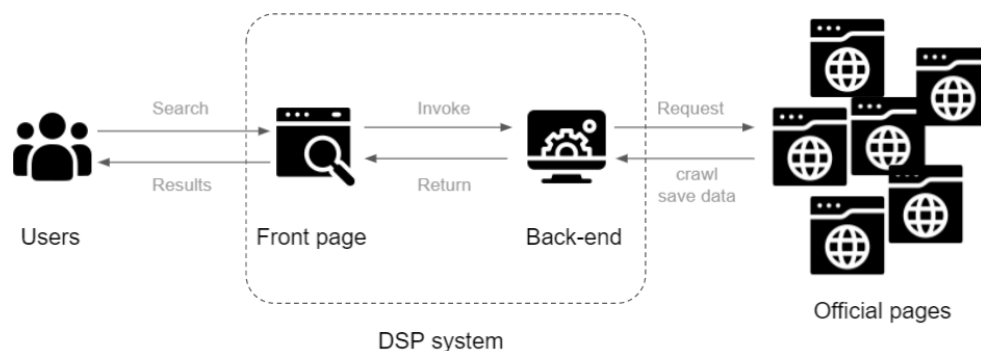 Search
Invoke
Request
Results
Return
crawl
save data
Users
Front page
Back-end
Official pages
DSP system